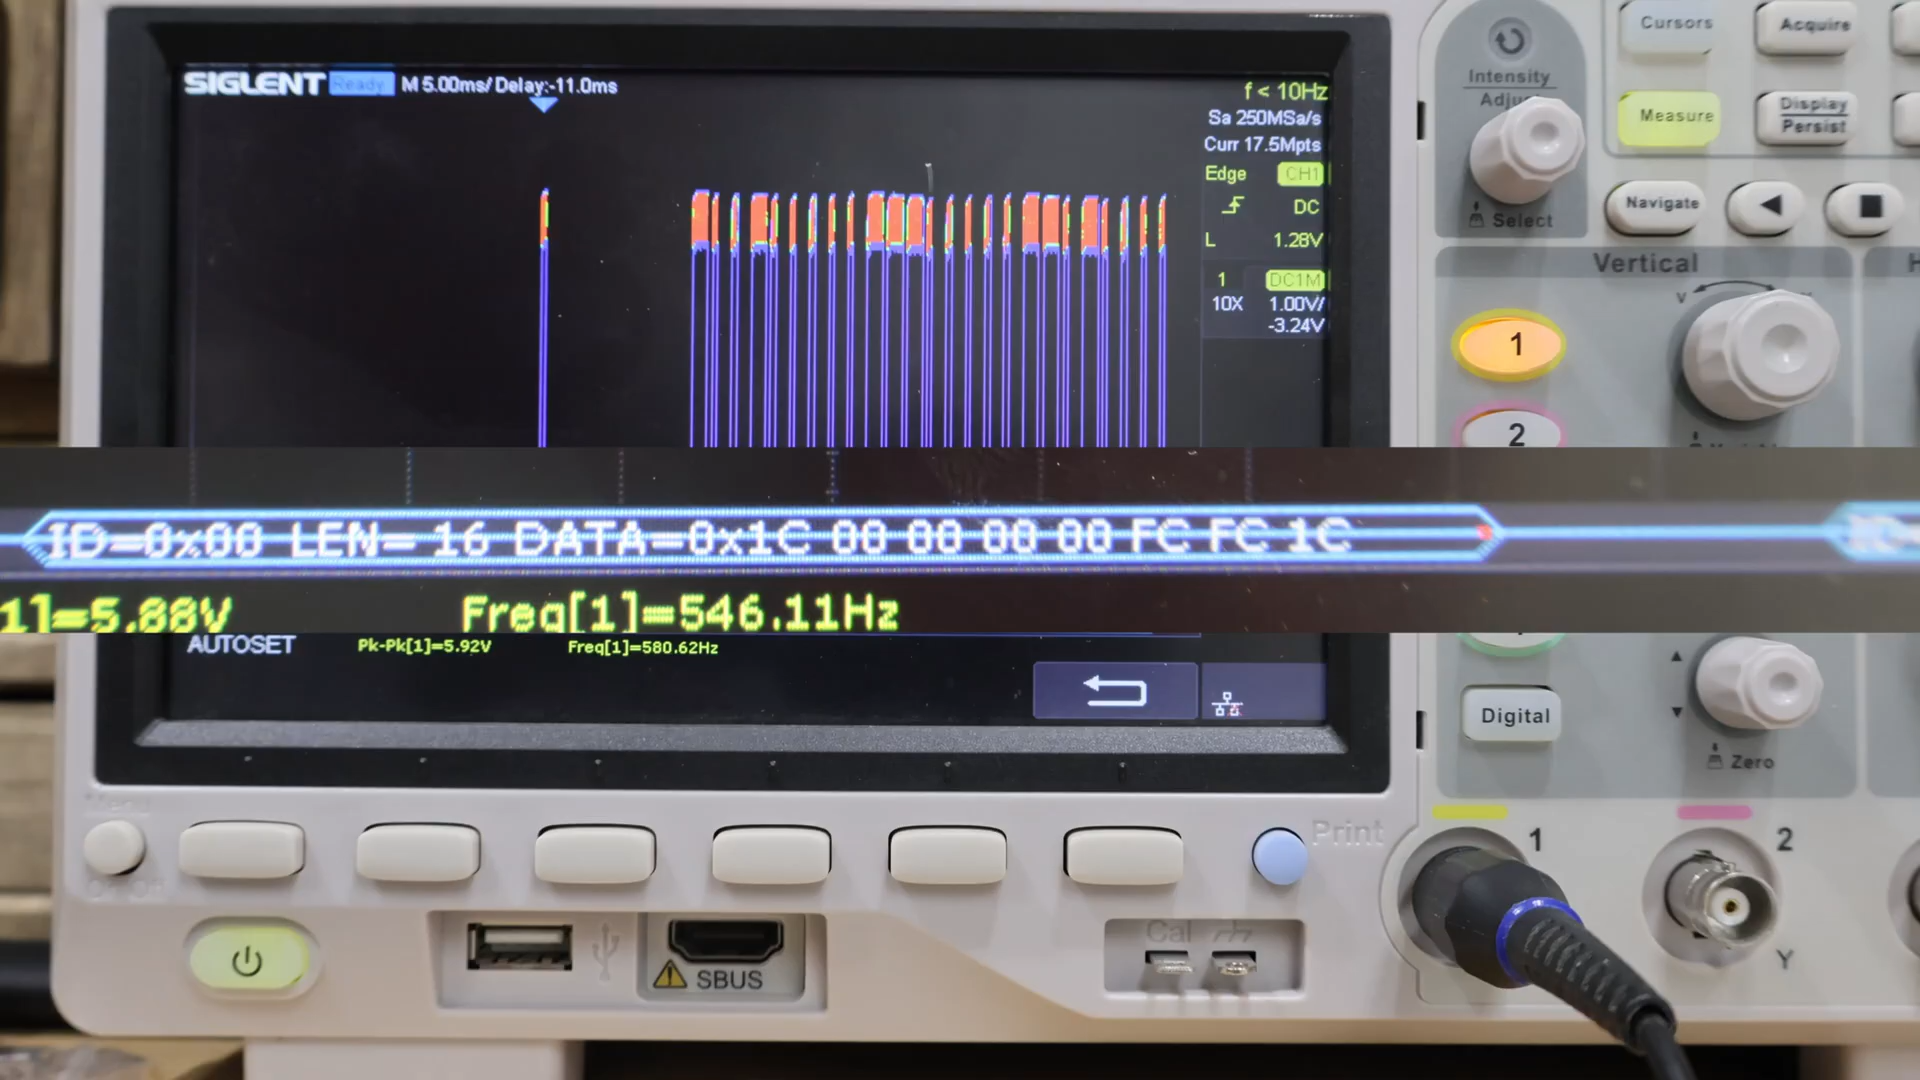 SIGLENT Ready M 5.00ms/ Delay:-11.0ms
f < 10Hz
Sa 250MSa/s
Curr 17.5Mpts
Edge CH1
DC
L 1.28V
1 DC1M
10X 1.00V/
-3.24V
ID=0x00 LEN= 16 DATA=0x1C 00 00 00 00 FC FC 1C
1]=5.88V Freq[1]=546.11Hz
AUTOSET Pk-Pk[1]=5.92V Freq[1]=580.62Hz
Cursors
Acquire
Intensity
Adjust
Measure
Display
Persist
Select
Navigate
Vertical
V
1
2
Digital
Zero
Print
1
2
Y
SBUS
Cal